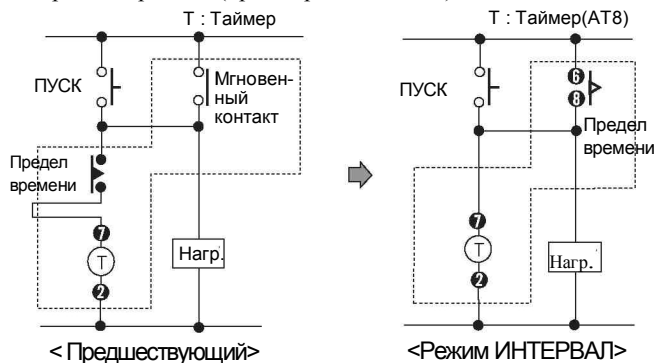 T : Таймер
ПУСК
Мгновен-
ный
контакт
Предел
времени
7
T
2
Нагр.
< Предшествующий>
T : Таймер(AT8)
ПУСК
6
8
Предел
времени
7
T
2
Нагр.
<Режим ИНТЕРВАЛ>